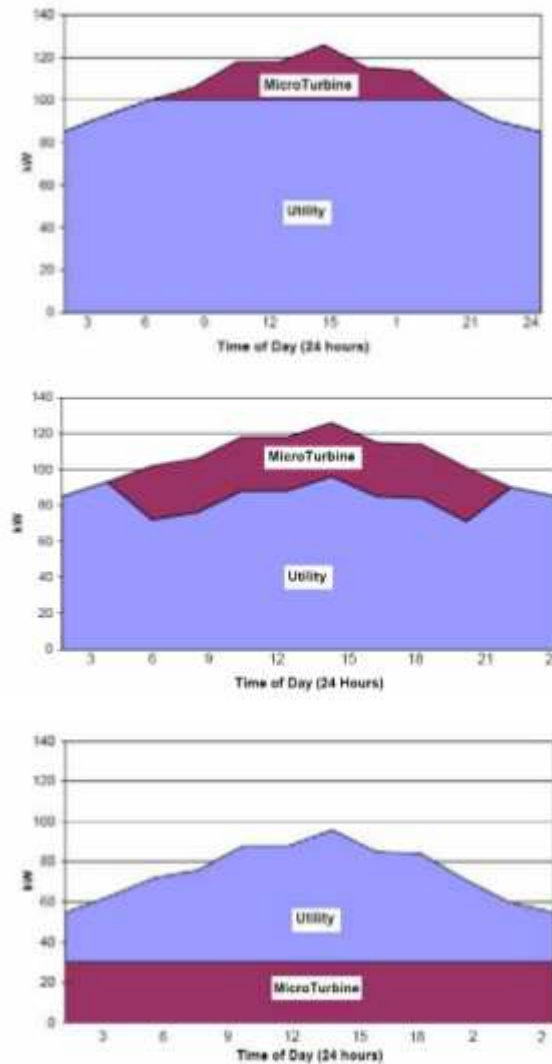 140
120
MicroTurbine
100
80
kW
60
Utility
40
20
0
3 6 9 12 15 1 21 24
Time of Day (24 hours)
140
120
MicroTurbine
100
80
kW
60
Utility
40
20
0
3 6 9 12 15 18 21 2
Time of Day (24 Hours)
140
120
100
80
kW
60
Utility
40
20
MicroTurbine
0
3 6 9 12 15 18 2 2
Time of Day (24 hours)